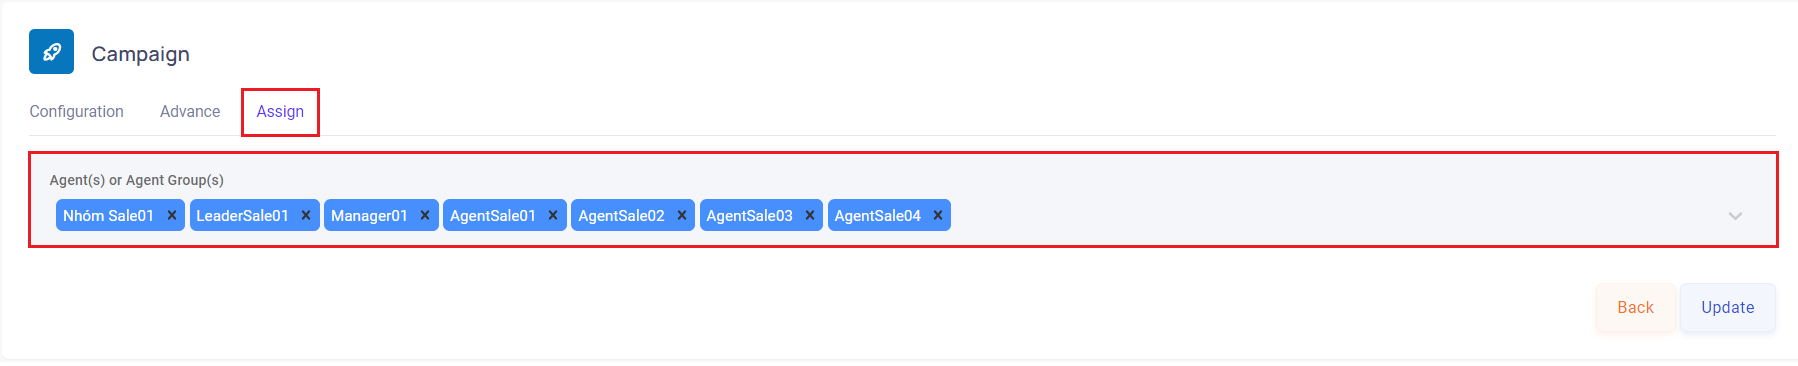 Campaign
Configuration Advance Assign
Agent(s) or Agent Group(s)
Nhóm Sale01 × LeaderSale01 × Manager01 × AgentSale01 × AgentSale02 × AgentSale03 × AgentSale04 ×
Back Update